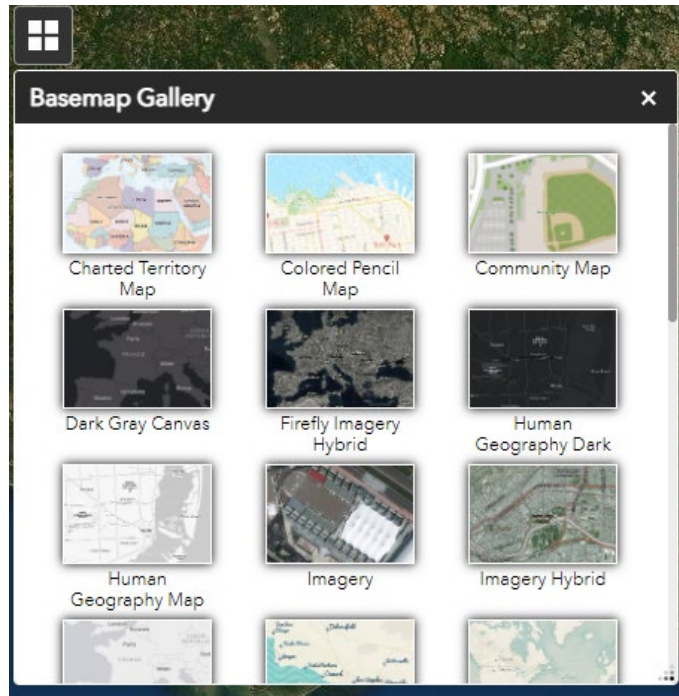 Basemap Gallery
Charted Territory
Map
Colored Pencil
Map
Community Map
Dark Gray Canvas
Firefly Imagery
Hybrid
Human
Geography Dark
Human
Geography Map
Imagery
Imagery Hybrid